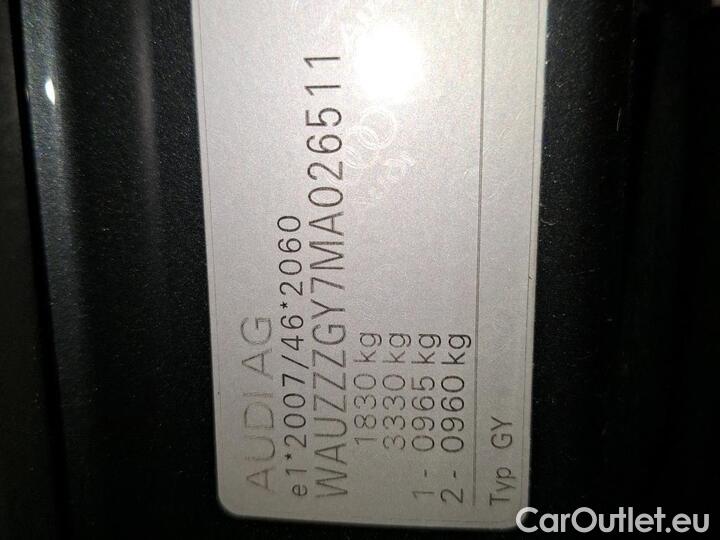 AUDI AG
e1*2007/46*2060
WAUZZZGY7MA026511
1830 kg
3330 kg
1 - 0965 kg
2 - 0960 kg
Typ GY
CarOutlet.eu